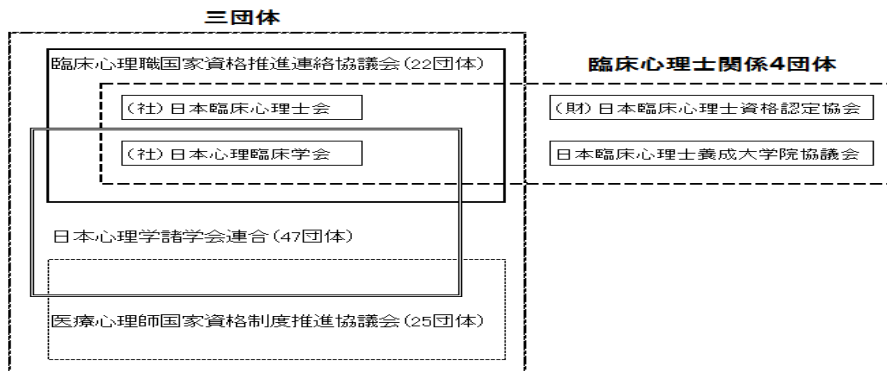 三団体
臨床心理職国家資格推進連絡協議会(22団体)
臨床心理士関係4団体
(社)日本臨床心理士会
(財)日本臨床心理士資格認定協会
(社)日本心理臨床学会
日本臨床心理士養成大学院協議会
日本心理学諸学会連合(47団体)
医療心理師国家資格制度推進協議会(25団体)